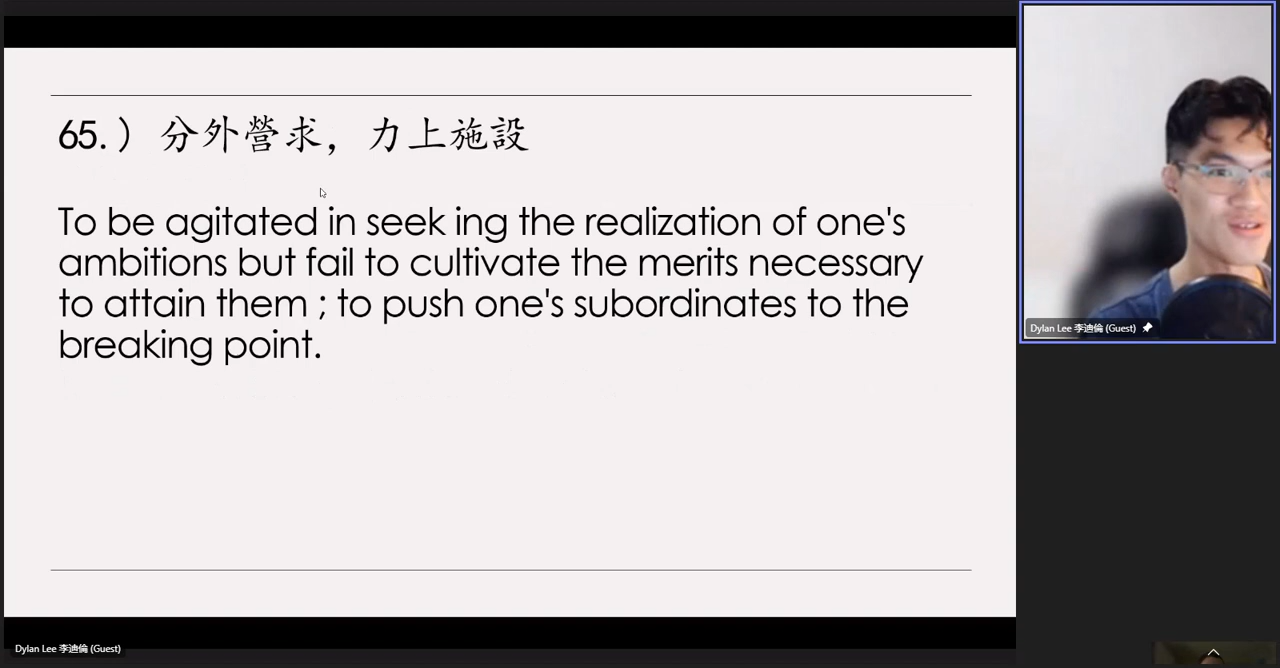 65.）分外營求，力上施設
To be agitated in seek ing the realization of one's
ambitions but fail to cultivate the merits necessary
to attain them ; to push one's subordinates to the
breaking point.
Dylan Lee 李迪倫 (Guest)
Dylan Lee 李迪倫 (Guest)